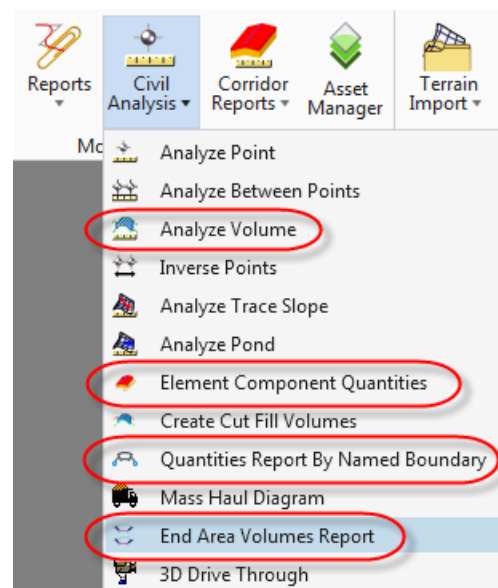 Reports
Civil
Analysis
Corridor
Reports
Asset
Manager
Terrain
Import
Analyze Point
Analyze Between Points
Analyze Volume
Inverse Points
Analyze Trace Slope
Analyze Pond
Element Component Quantities
Create Cut Fill Volumes
Quantities Report By Named Boundary
Mass Haul Diagram
End Area Volumes Report
3D Drive Through